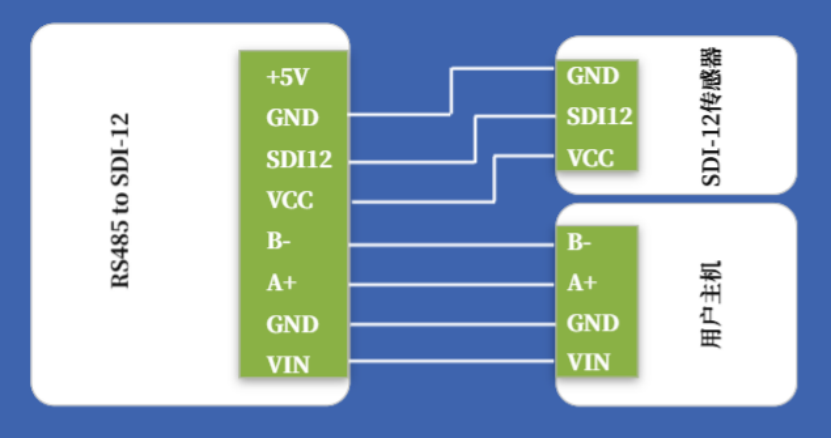 RS485 to SDI-12
+5V
GND
SDI12
VCC
B-
A+
GND
VIN
GND
SDI12
VCC
SDI-12传感器
B-
A+
GND
VIN
用户主机